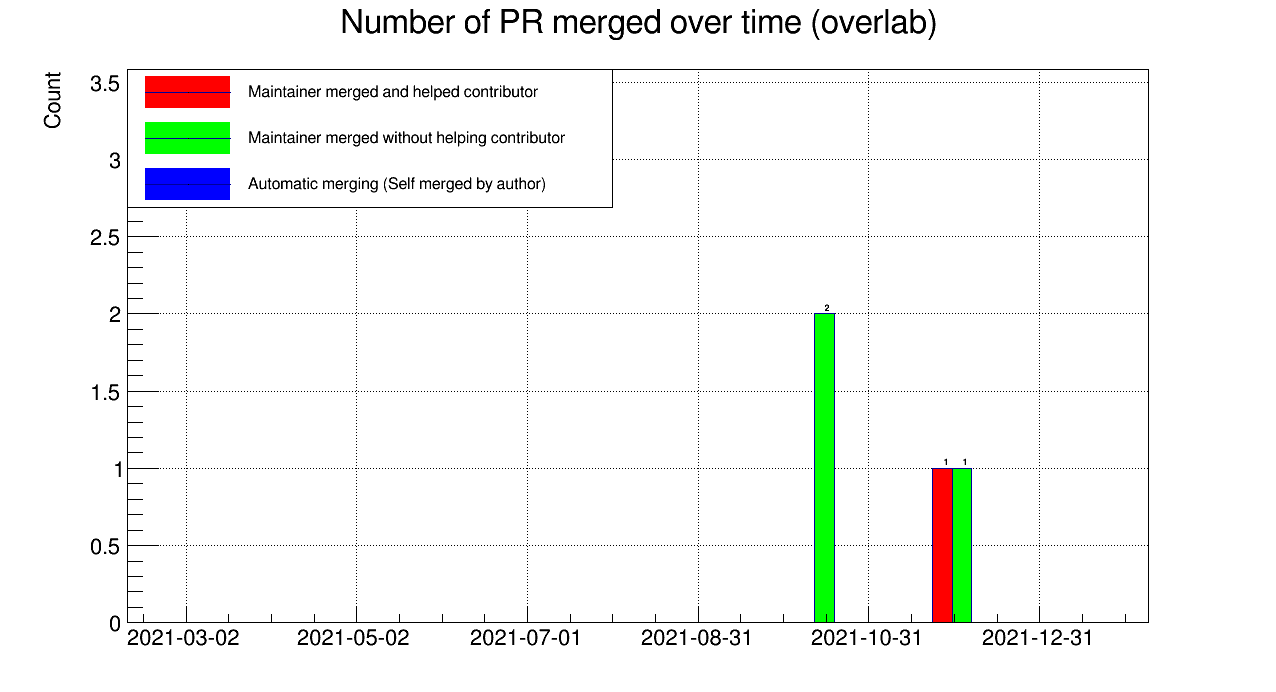 Number of PR merged over time (overlab)
Count
Maintainer merged and helped contributor
Maintainer merged without helping contributor
Automatic merging (Self merged by author)
3.5
3
2.5
2
1.5
1
0.5
0
2
1 1
2021-03-02 2021-05-02 2021-07-01 2021-08-31 2021-10-31 2021-12-31